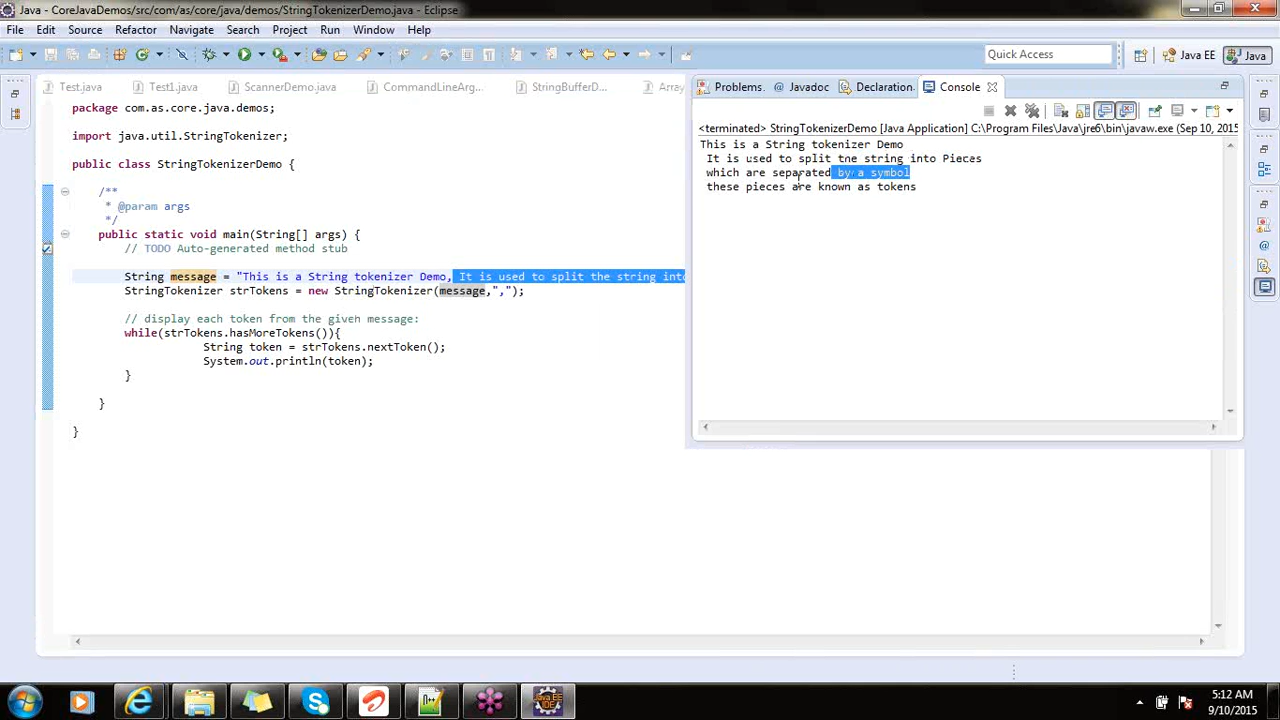 Java - CoreJavaDemos/src/com/as/core/java/demos/StringTokenizerDemo.java - Eclipse
File Edit Source Refactor Navigate Search Project Run Window Help
Quick Access Java EE Java
Test.java Test1.java ScannerDemo.java CommandLineArg... StringBufferD... Array
Problems Javadoc Declaration Console
package com.as.core.java.demos;
import java.util.StringTokenizer;
public class StringTokenizerDemo {
/**
* @param args
*/
public static void main(String[] args) {
// TODO Auto-generated method stub
String message = "This is a String tokenizer Demo, It is used to split the string into
StringTokenizer strTokens = new StringTokenizer(message,",");
// display each token from the given message:
while(strTokens.hasMoreTokens()){
String token = strTokens.nextToken();
System.out.println(token);
}
}
}
<terminated> StringTokenizerDemo [Java Application] C:\Program Files\Java\jre6\bin\javaw.exe (Sep 10, 2015
This is a String tokenizer Demo
It is used to split the string into Pieces
which are separated by a symbol
these pieces are known as tokens
5:12 AM
9/10/2015